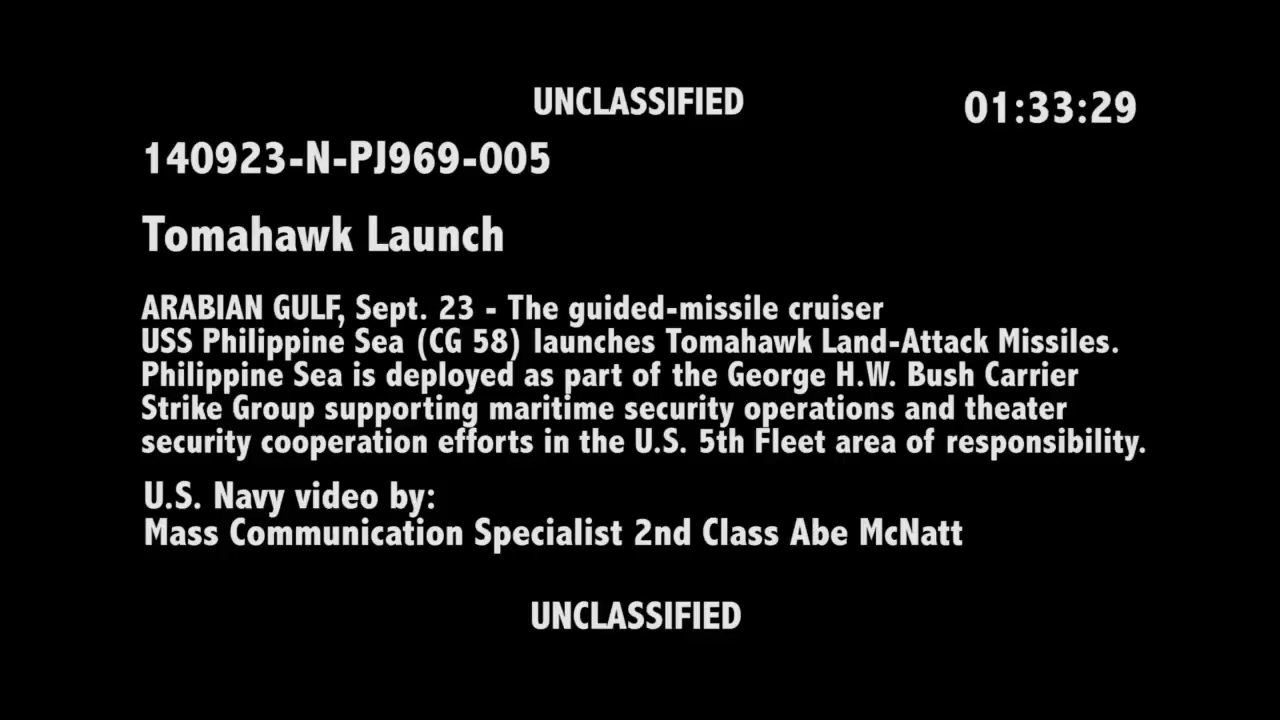 UNCLASSIFIED
01:33:29
140923-N-PJ969-005
Tomahawk Launch
ARABIAN GULF, Sept. 23 - The guided-missile cruiser
USS Philippine Sea (CG 58) launches Tomahawk Land-Attack Missiles.
Philippine Sea is deployed as part of the George H.W. Bush Carrier
Strike Group supporting maritime security operations and theater
security cooperation efforts in the U.S. 5th Fleet area of responsibility.
U.S. Navy video by:
Mass Communication Specialist 2nd Class Abe McNatt
UNCLASSIFIED